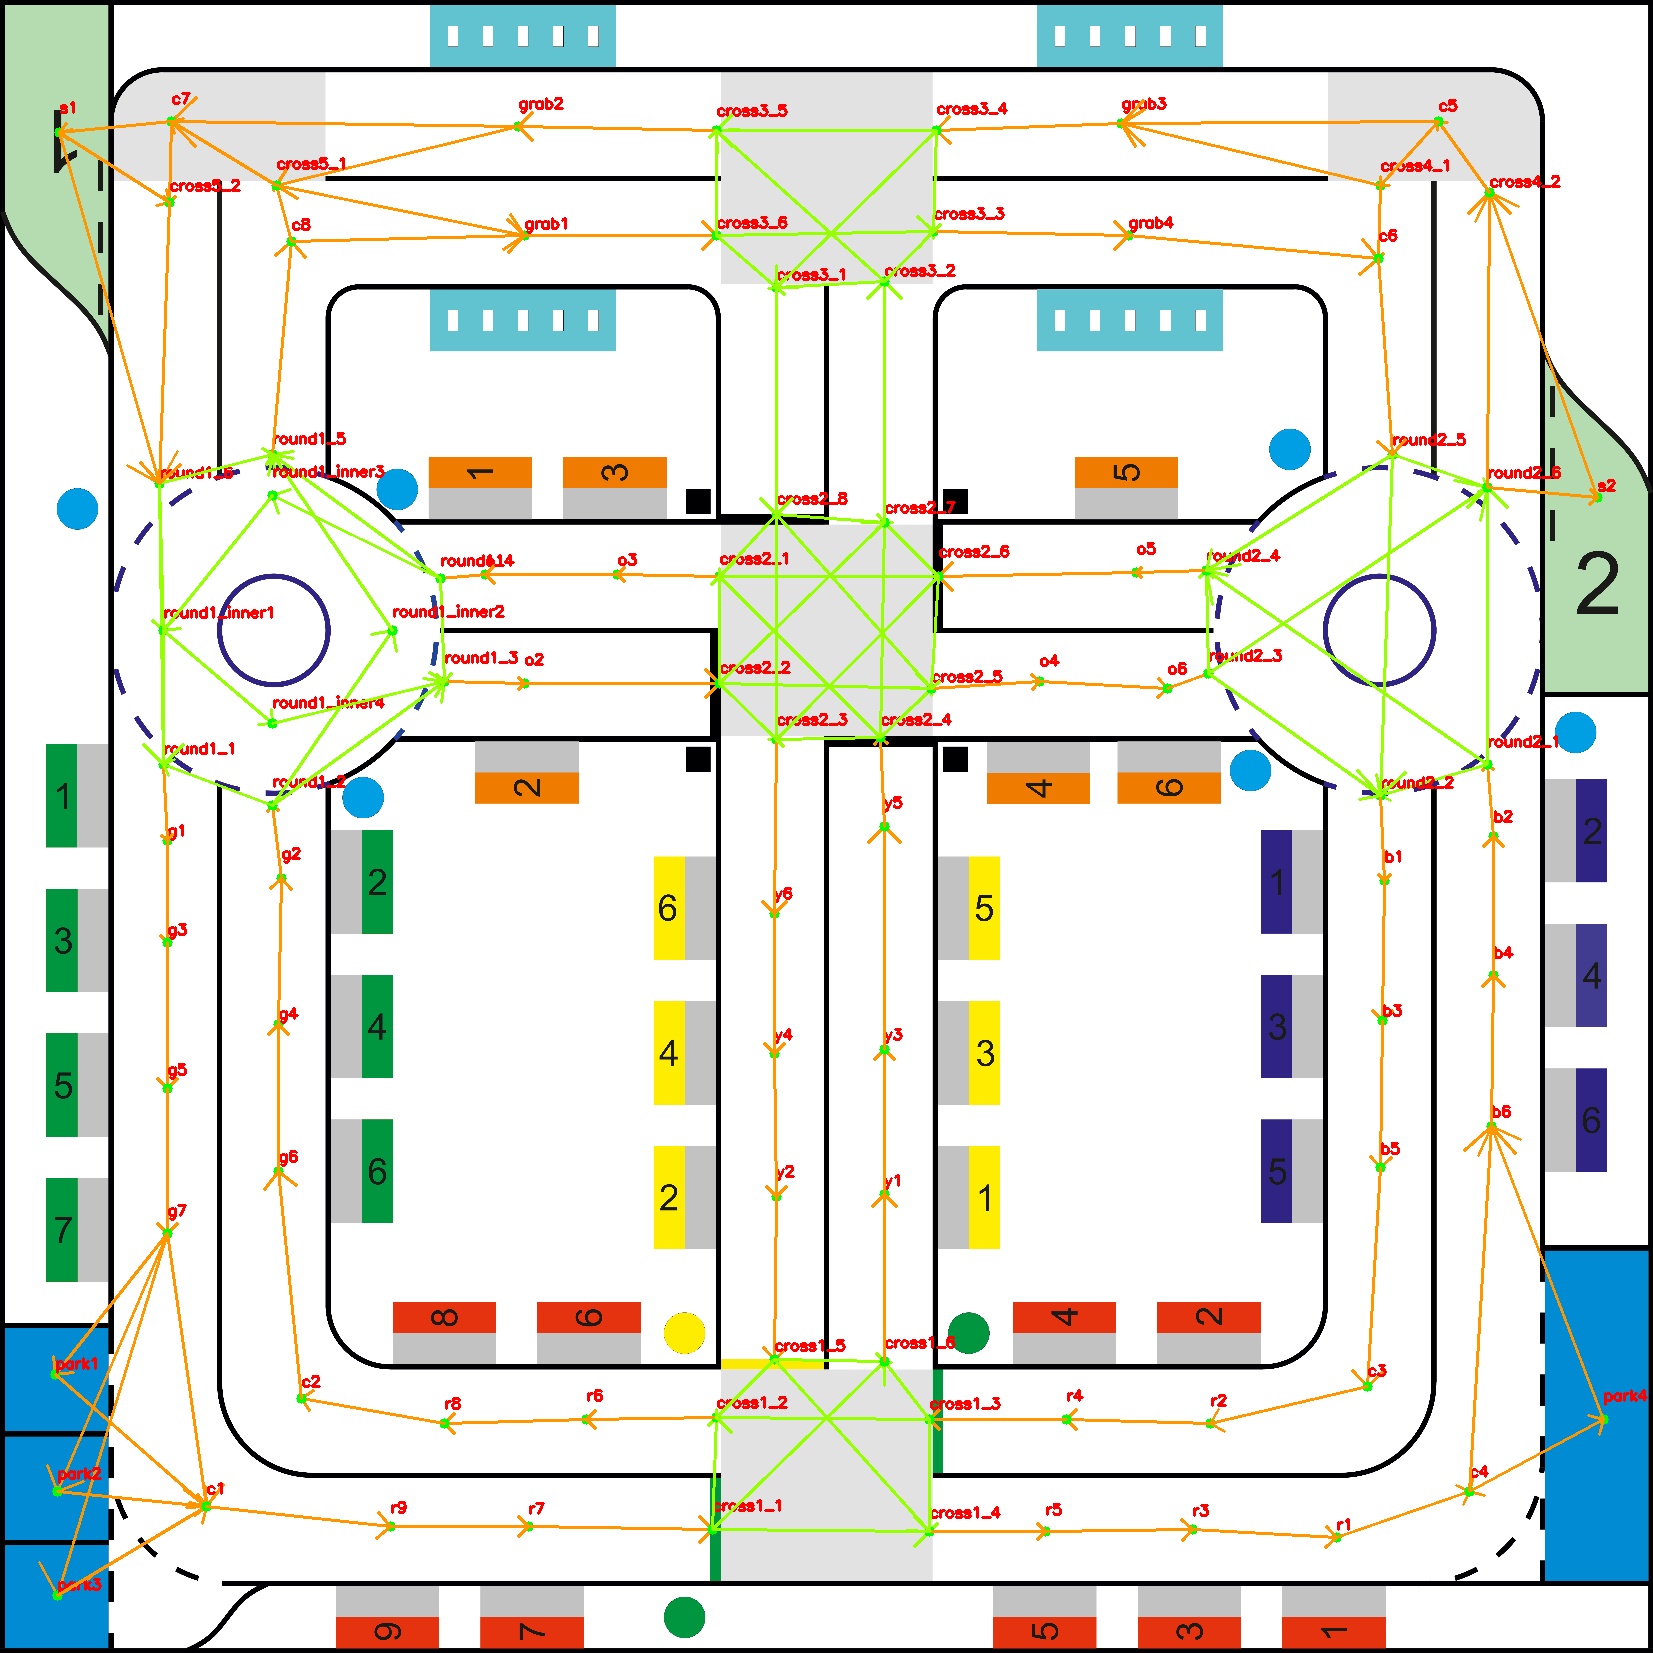 s1
c7
grab2
cross3_5
cross3_4
grab3
c5
1
cross5_1
cross4_1
cross5_2
cross4_2
c8
grab1
cross3_6
cross3_3
grab4
c6
cross3_1
cross3_2
round1_5
round2_5
round1_inner3
1
3
5
round2_6
s2
cross2_8
cross2_7
cross2_1
cross2_6
o3
o5
round2_4
2
round1_inner1
round1_inner2
round1_3
o2
cross2_2
cross2_5
o4
o6
round2_3
round1_inner4
cross2_3
cross2_4
round1_1
round2_1
round1_2
round2_2
2
4
6
1
g1
y5
b2
2
g2
b1
2
1
y6
6
5
3
g3
b4
4
g4
4
y4
4
y3
3
b3
3
g5
5
b6
6
g6
6
y2
2
y1
1
b5
5
g7
7
8
6
4
2
park1
cross1_5
cross1_6
c2
r8
r6
cross1_2
cross1_3
r4
r2
c3
park4
park2
c1
r9
r7
cross1_1
cross1_4
r5
r3
r1
c4
park3
9
7
5
3
1